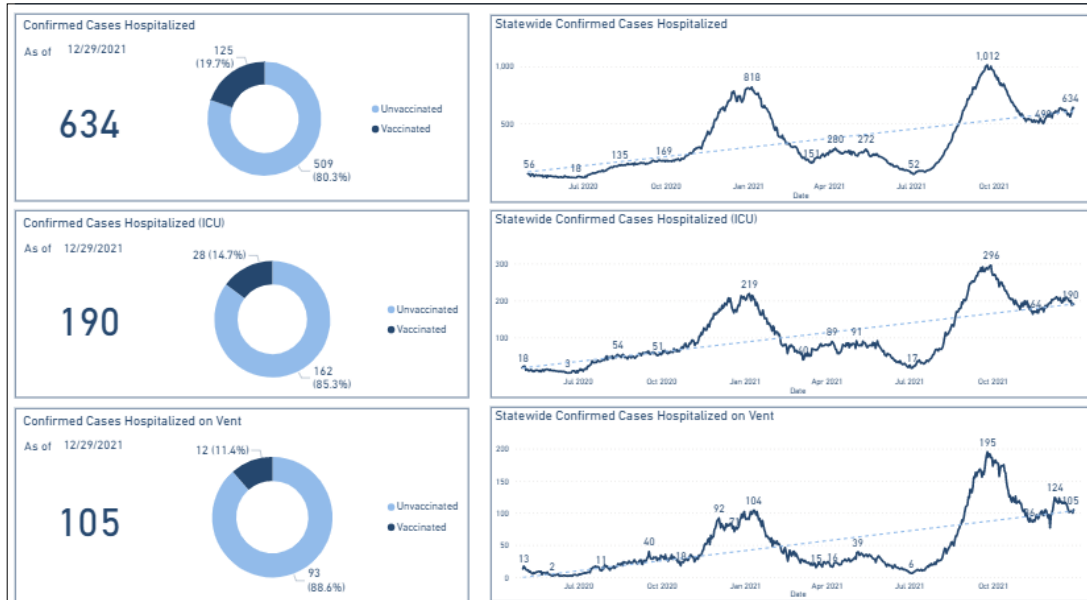 Confirmed Cases Hospitalized
As of 12/29/2021
634
125
(19.7%)
509
(80.3%)
Unvaccinated
Vaccinated
Statewide Confirmed Cases Hospitalized
1,000
500
56
18
135
169
818
151
280
272
52
1,012
634
Jul 2020
Oct 2020
Jan 2021
Apr 2021
Jul 2021
Oct 2021
Date
Confirmed Cases Hospitalized (ICU)
As of 12/29/2021
190
28 (14.7%)
162
(85.3%)
Unvaccinated
Vaccinated
Statewide Confirmed Cases Hospitalized (ICU)
300
200
100
18
3
54
51
219
40
89
91
17
296
164
190
Jul 2020
Oct 2020
Jan 2021
Apr 2021
Jul 2021
Oct 2021
Date
Confirmed Cases Hospitalized on Vent
As of 12/29/2021
105
12 (11.4%)
93
(88.6%)
Unvaccinated
Vaccinated
Statewide Confirmed Cases Hospitalized on Vent
200
150
100
50
0
13
2
11
40
18
92
71
104
15
16
39
6
195
86
124
105
Jul 2020
Oct 2020
Jan 2021
Apr 2021
Jul 2021
Oct 2021
Date